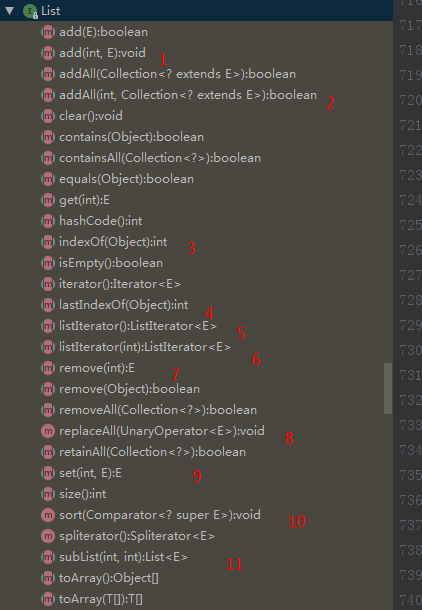 List
add(E):boolean
add(int, E):void 1
addAll(Collection<? extends E>):boolean
addAll(int, Collection<? extends E>):boolean 2
clear():void
contains(Object):boolean
containsAll(Collection<?>):boolean
equals(Object):boolean
get(int):E
hashCode():int
indexOf(Object):int 3
isEmpty():boolean
iterator():Iterator<E>
lastIndexOf(Object):int 4
listIterator():ListIterator<E> 5
listIterator(int):ListIterator<E> 6
remove(int):E 7
remove(Object):boolean
removeAll(Collection<?>):boolean
replaceAll(UnaryOperator<E>):void 8
retainAll(Collection<?>):boolean
set(int, E):E 9
size():int
sort(Comparator<? super E>):void 10
spliterator():Spliterator<E>
subList(int, int):List<E> 11
toArray():Object[]
toArray(T[]):T[]
717
718
719
720
721
722
723
724
725
726
727
728
729
730
731
732
733
734
735
736
737
738
739
740